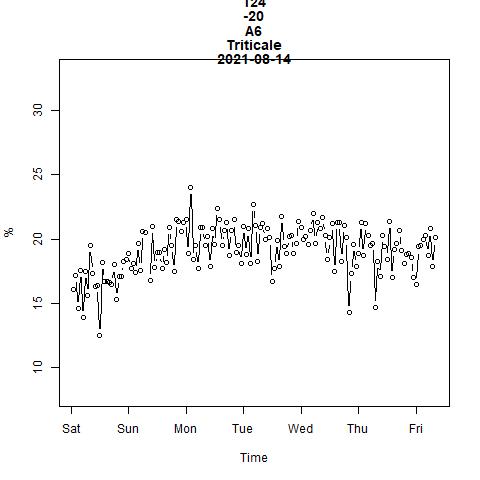 124
-20
A6
Triticale
2021-08-14
%
30
25
20
15
10
Sat
Sun
Mon
Tue
Wed
Thu
Fri
Time